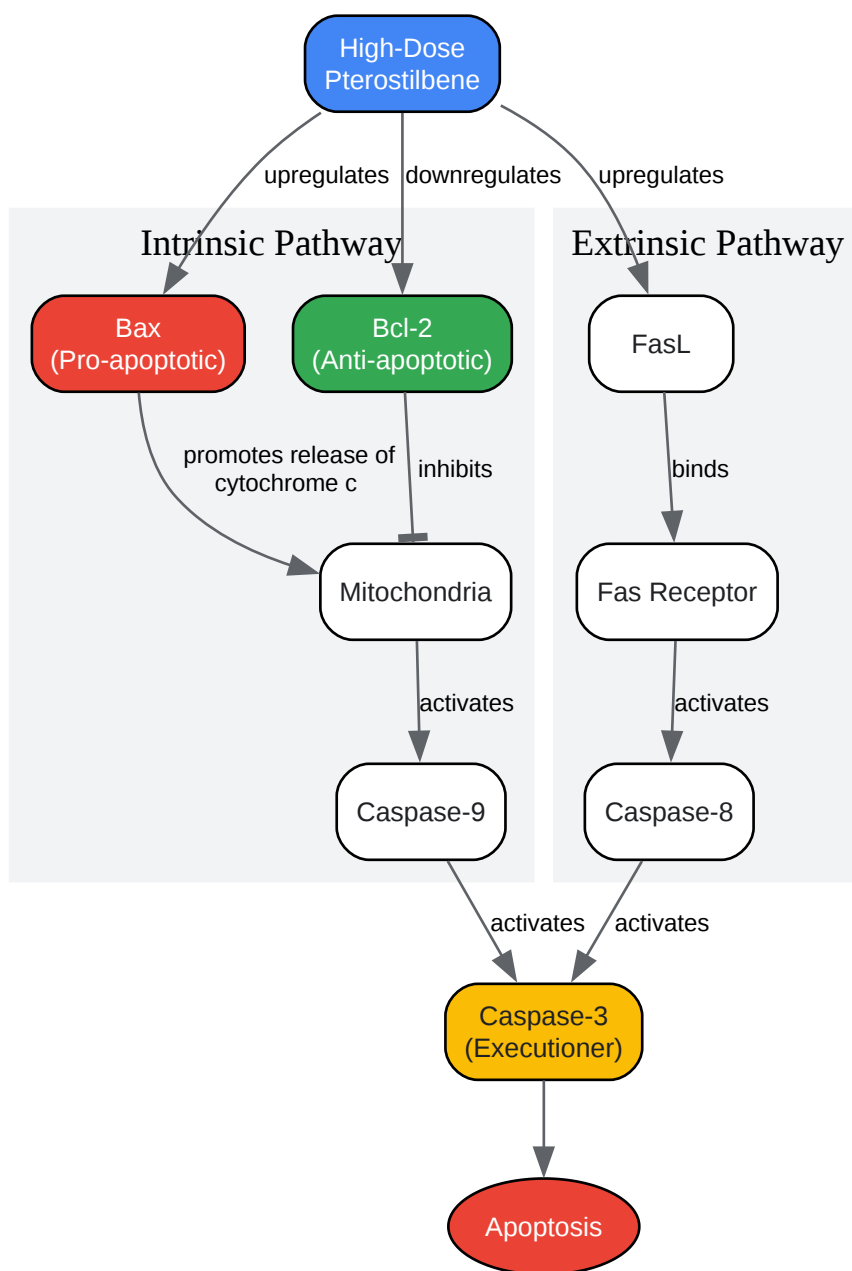 High-Dose
Pterostilbene
upregulates
downregulates
upregulates
Intrinsic Pathway
Extrinsic Pathway
Bax
(Pro-apoptotic)
Bcl-2
(Anti-apoptotic)
FasL
promotes release of
cytochrome c
inhibits
binds
Mitochondria
Fas Receptor
activates
activates
Caspase-9
Caspase-8
activates
activates
Caspase-3
(Executioner)
Apoptosis